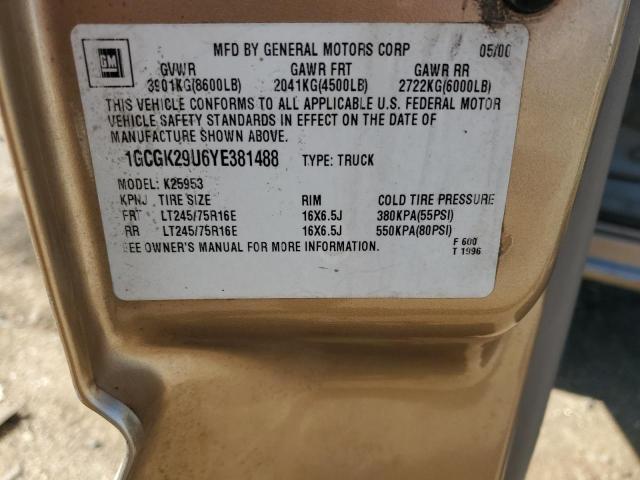 GM
MFD BY GENERAL MOTORS CORP 05/00
GVWR GAWR FRT GAWR RR
3901KG(8600LB) 2041KG(4500LB) 2722KG(6000LB)
THIS VEHICLE CONFORMS TO ALL APPLICABLE U.S. FEDERAL MOTOR
VEHICLE SAFETY STANDARDS IN EFFECT ON THE DATE OF
MANUFACTURE SHOWN ABOVE.
1GCGK29U6YE381488 TYPE: TRUCK
MODEL: K25953
KPNJ TIRE SIZE RIM COLD TIRE PRESSURE
FRT LT245/75R16E 16X6.5J 380KPA(55PSI)
RR LT245/75R16E 16X6.5J 550KPA(80PSI)
SEE OWNER'S MANUAL FOR MORE INFORMATION.
F 600
T 1996